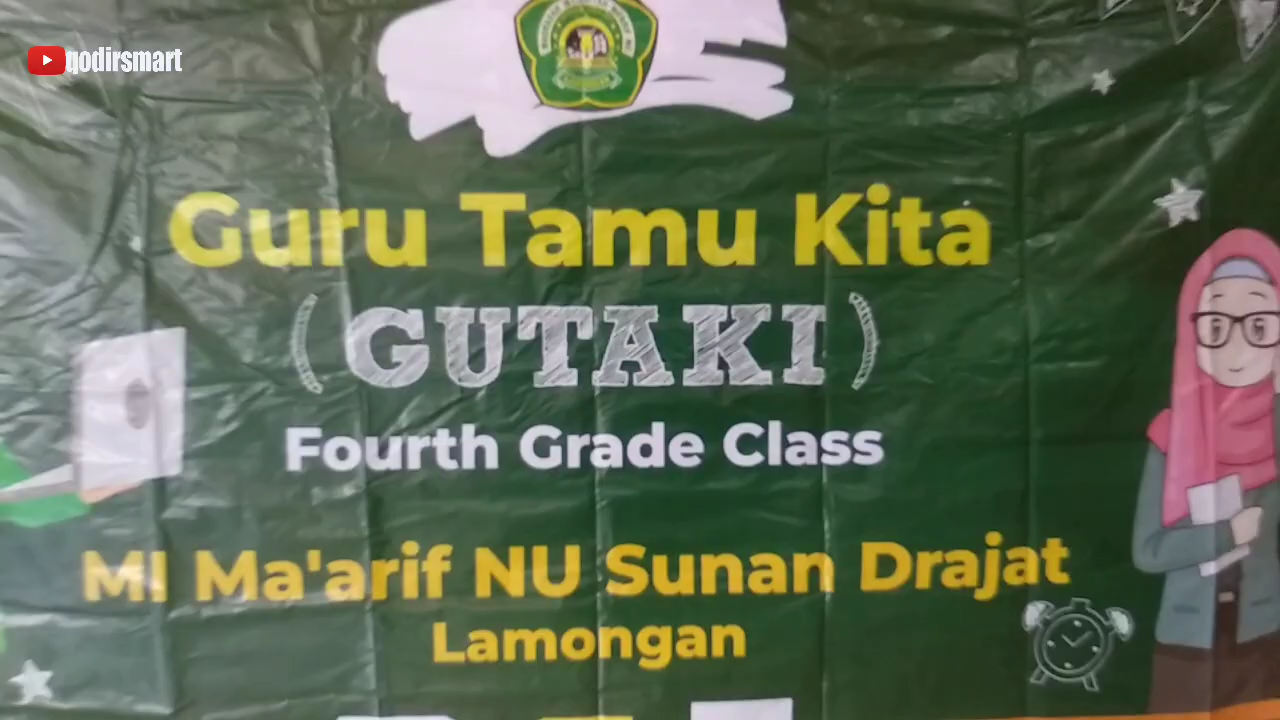 qodirsmart
Guru Tamu Kita
(GUTAKI)
Fourth Grade Class
MI Ma'arif NU Sunan Drajat
Lamongan